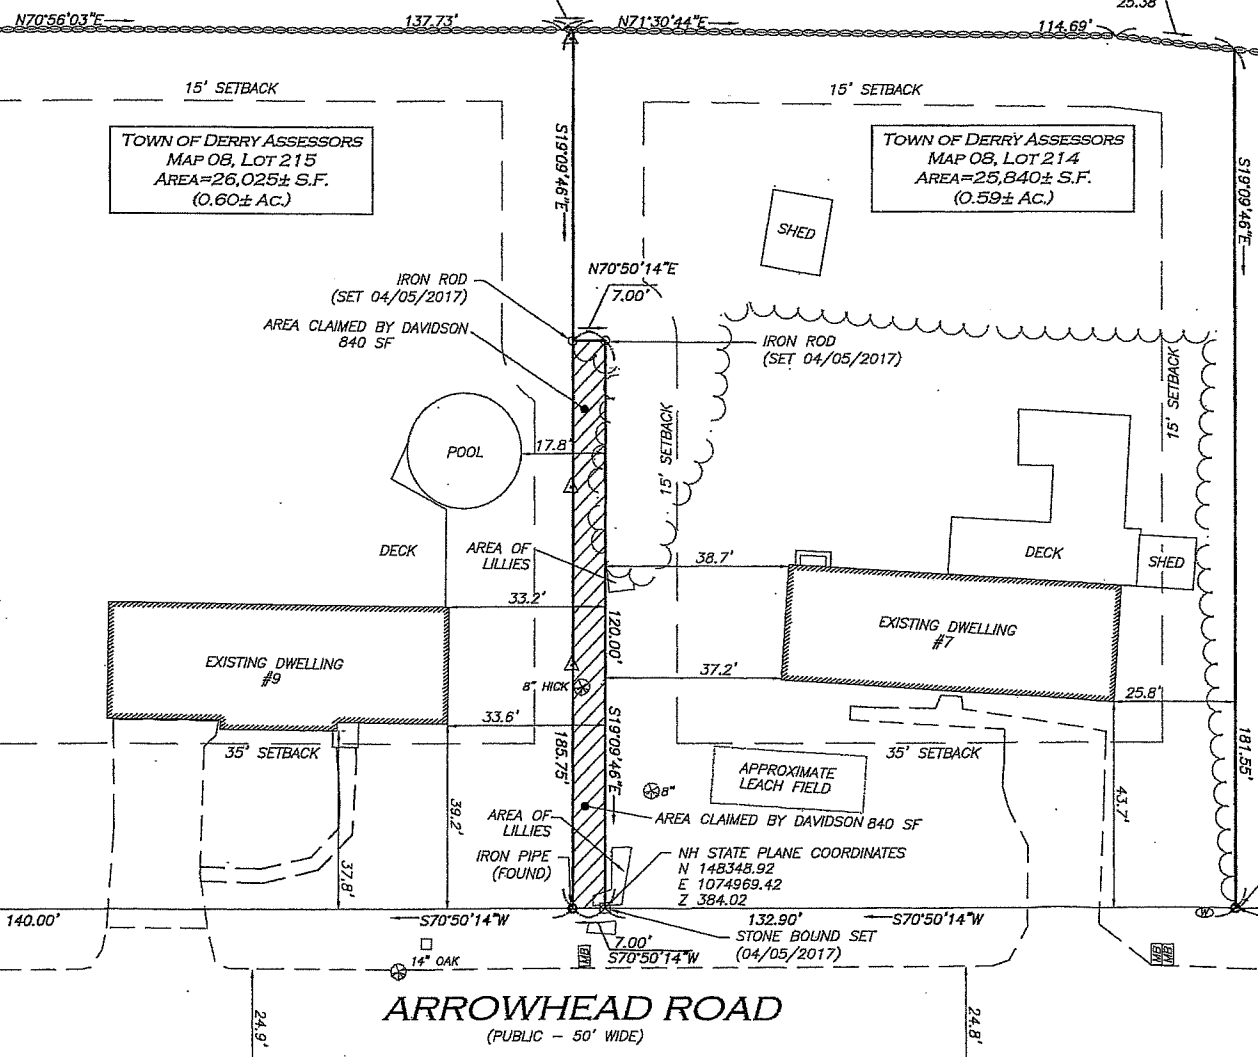 25.38
N70°56'03"E
137.73'
N71°30'44"E
114.69'
15' SETBACK
15' SETBACK
TOWN OF DERRY ASSESSORS
MAP 08, LOT 215
AREA=26,025± S.F.
(0.60± AC.)
TOWN OF DERRY ASSESSORS
MAP 08, LOT 214
AREA=25,840± S.F.
(0.59± AC.)
S19°09'46"E
S19°09'46"E
SHED
N70°50'14"E
7.00'
IRON ROD
(SET 04/05/2017)
AREA CLAIMED BY DAVIDSON
840 SF
IRON ROD
(SET 04/05/2017)
15' SETBACK
15' SETBACK
17.8'
POOL
DECK
AREA OF
LILLIES
38.7'
DECK
SHED
33.2'
120.00'
EXISTING DWELLING
#7
EXISTING DWELLING
#9
37.2'
8" HICK
25.8'
33.6'
185.75'
S19°09'46"E
181.55'
35' SETBACK
35' SETBACK
APPROXIMATE
LEACH FIELD
8"
39.2'
43.7'
AREA OF
LILLIES
AREA CLAIMED BY DAVIDSON 840 SF
IRON PIPE
(FOUND)
NH STATE PLANE COORDINATES
N 148348.92
E 1074969.42
Z 384.02
37.8'
140.00'
S70°50'14"W
132.90'
S70°50'14"W
W
7.00'
S70°50'14"W
STONE BOUND SET
(04/05/2017)
14" OAK
MB
MB
MB
ARROWHEAD ROAD
(PUBLIC - 50' WIDE)
24.9'
24.8'